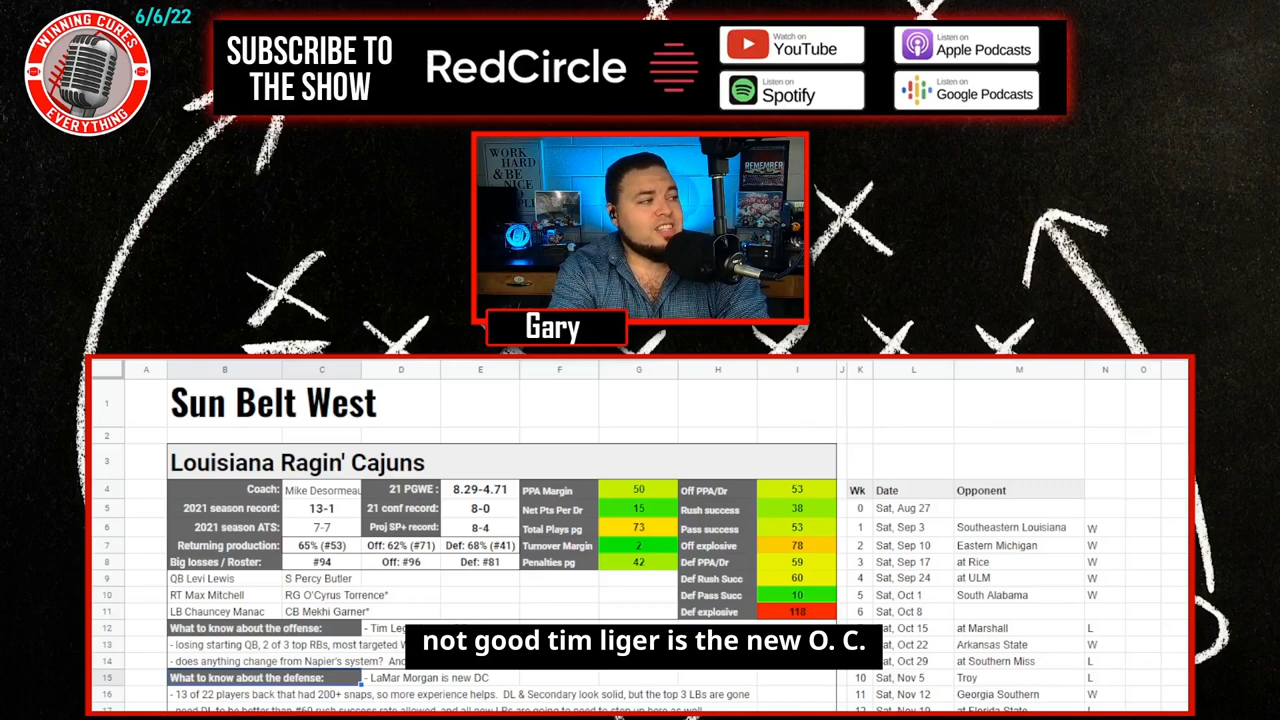 6/6/22
WINNING CURES
EVERYTHING
SUBSCRIBE TO
THE SHOW
RedCircle
Watch on
YouTube
Listen on
Spotify
Listen on
Apple Podcasts
Listen on
Google Podcasts
WORK
HARD
& BE
NICE
REMEMBER
Gary
A B C D E F G H I J K L M N O
1 Sun Belt West
2
3 Louisiana Ragin' Cajuns
4 Coach: Mike Desormeau 21 PGWE : 8.29-4.71 PPA Margin 50 Off PPA/Dr 53 Wk Date Opponent
5 2021 season record: 13-1 21 conf record: 8-0 Net Pts Per Dr 15 Rush success 38 0 Sat, Aug 27
6 2021 season ATS: 7-7 Proj SP+ record: 8-4 Total Plays pg 73 Pass success 53 1 Sat, Sep 3 Southeastern Louisiana W
7 Returning production: 65% (#53) Off: 62% (#71) Def: 68% (#41) Turnover Margin 2 Off explosive 78 2 Sat, Sep 10 Eastern Michigan W
8 Big losses / Roster: #94 Off: #96 Def: #81 Penalties pg 42 Def PPA/Dr 59 3 Sat, Sep 17 at Rice W
9 QB Levi Lewis S Percy Butler Def Rush Succ 60 4 Sat, Sep 24 at ULM W
10 RT Max Mitchell RG O'Cyrus Torrence* Def Pass Succ 10 5 Sat, Oct 1 South Alabama W
11 LB Chauncey Manac CB Mekhi Garner* Def explosive 118 6 Sat, Oct 8
12 What to know about the offense: - Tim Leg , Oct 15 at Marshall L
13 - losing starting QB, 2 of 3 top RBs, most targeted W , Oct 22 Arkansas State W
14 - does anything change from Napier's system? And , Oct 29 at Southern Miss L
not good tim liger is the new O. C.
15 What to know about the defense: - LaMar Morgan is new DC 10 Sat, Nov 5 Troy L
16 - 13 of 22 players back that had 200+ snaps, so more experience helps. DL & Secondary look solid, but the top 3 LBs are gone 11 Sat, Nov 12 Georgia Southern W